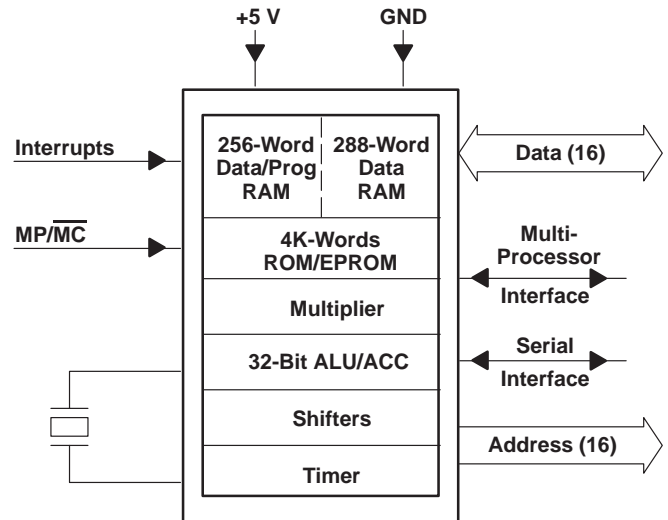 +5 V
GND
Interrupts
256-Word
Data/Prog
RAM
288-Word
Data
RAM
Data (16)
MP/M̅C̅
4K-Words
ROM/EPROM
Multi-
Processor
Interface
Multiplier
32-Bit ALU/ACC
Serial
Interface
Shifters
Address (16)
Timer